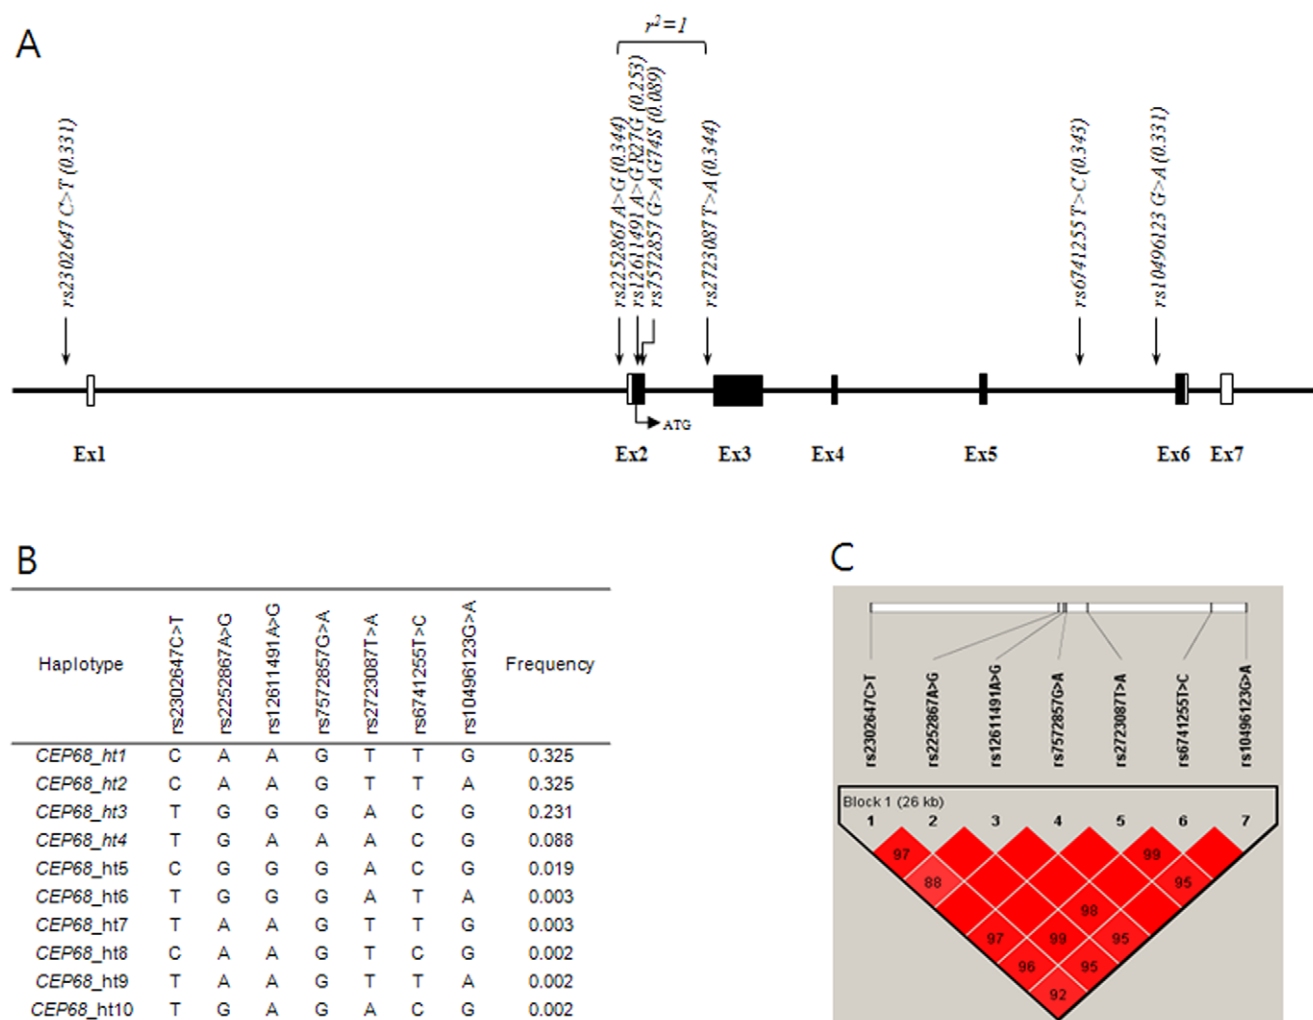 A
r²=1
rs2302647 C>T (0.331)
rs2252867 A>G (0.344)
rs12611491 A>G R27G (0.253)
rs7572857 G>A G74S (0.089)
rs2723087 T>A (0.344)
rs6741255 T>C (0.343)
rs10496123 G>A (0.331)
ATG
Ex1 Ex2 Ex3 Ex4 Ex5 Ex6 Ex7
B
Haplotype rs2302647C>T rs2252867A>G rs12611491A>G rs7572857G>A rs2723087T>A rs6741255T>C rs10496123G>A Frequency
CEP68_ht1 C A A G T T G 0.325
CEP68_ht2 C A A G T T A 0.325
CEP68_ht3 T G G G A C G 0.231
CEP68_ht4 T G A A A C G 0.088
CEP68_ht5 C G G G A C G 0.019
CEP68_ht6 T G G G A T A 0.003
CEP68_ht7 T A A G T T G 0.003
CEP68_ht8 C A A G T C G 0.002
CEP68_ht9 T A A G T T A 0.002
CEP68_ht10 T G A G A C G 0.002
C
rs2302647C>T
rs2252867A>G
rs12611491A>G
rs7572857G>A
rs2723087T>A
rs6741255T>C
rs10496123G>A
Block 1 (26 kb)
1 2 3 4 5 6 7
97 99
88 95
98
97 99 95
96 95
92